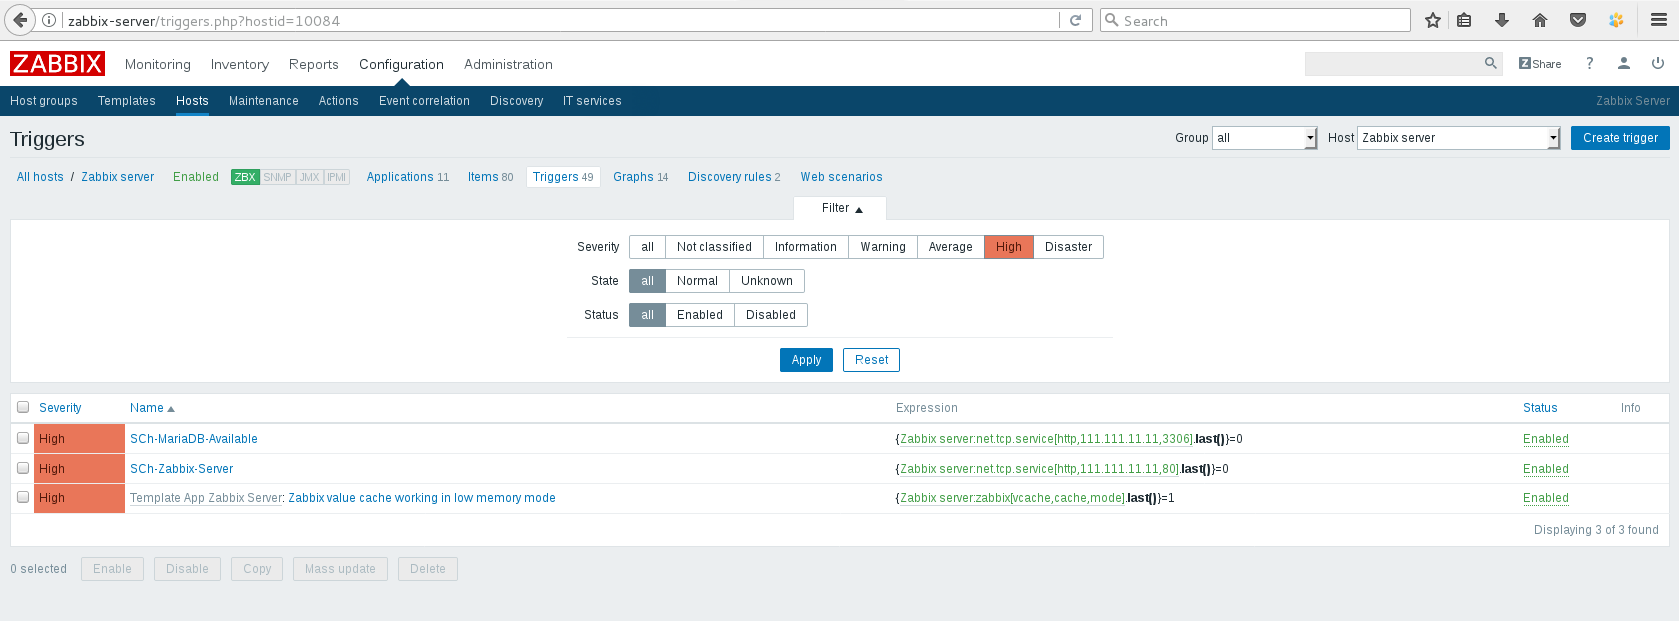 zabbix-server/triggers.php?hostid=10084 Search
ZABBIX Monitoring Inventory Reports Configuration Administration Z Share ?
Host groups Templates Hosts Maintenance Actions Event correlation Discovery IT services Zabbix Server
Triggers Group all Host Zabbix server Create trigger
All hosts / Zabbix server Enabled ZBX SNMP JMX IPMI Applications 11 Items 80 Triggers 49 Graphs 14 Discovery rules 2 Web scenarios
Filter ▲
Severity all Not classified Information Warning Average High Disaster
State all Normal Unknown
Status all Enabled Disabled
Apply Reset
Severity Name ▲ Expression Status Info
High SCh-MariaDB-Available {Zabbix server:net.tcp.service[http,111.111.11.11,3306].last()}=0 Enabled
High SCh-Zabbix-Server {Zabbix server:net.tcp.service[http,111.111.11.11,80].last()}=0 Enabled
High Template App Zabbix Server: Zabbix value cache working in low memory mode {Zabbix server:zabbix[vcache,cache,mode].last()}=1 Enabled
Displaying 3 of 3 found
0 selected Enable Disable Copy Mass update Delete